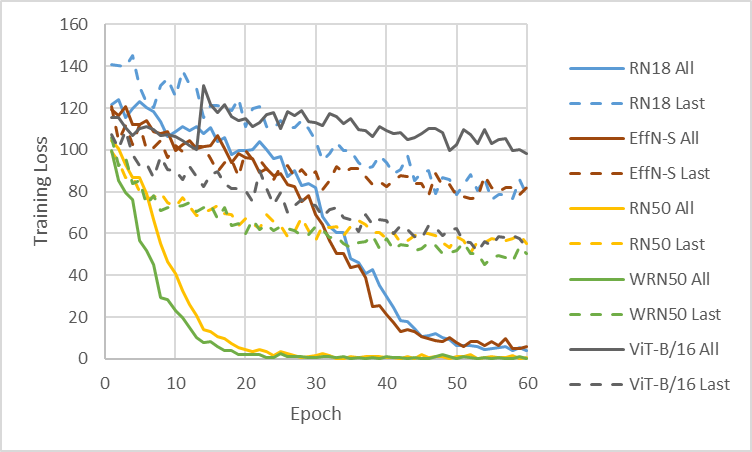 160
140
120
100
80
60
40
20
0
Training Loss
0 10 20 30 40 50 60
Epoch
RN18 All
RN18 Last
EffN-S All
EffN-S Last
RN50 All
RN50 Last
WRN50 All
WRN50 Last
ViT-B/16 All
ViT-B/16 Last